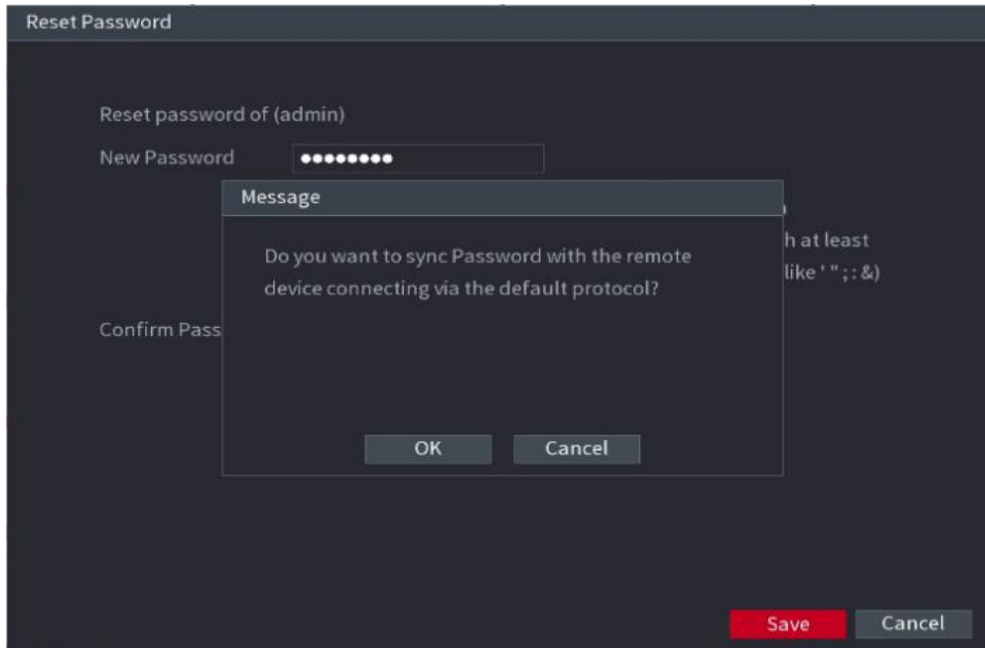 Reset Password
Reset password of (admin)
New Password ●●●●●●●●
Message
h at least
Do you want to sync Password with the remote
like ' " ; : &)
device connecting via the default protocol?
Confirm Pass
OK Cancel
Save Cancel